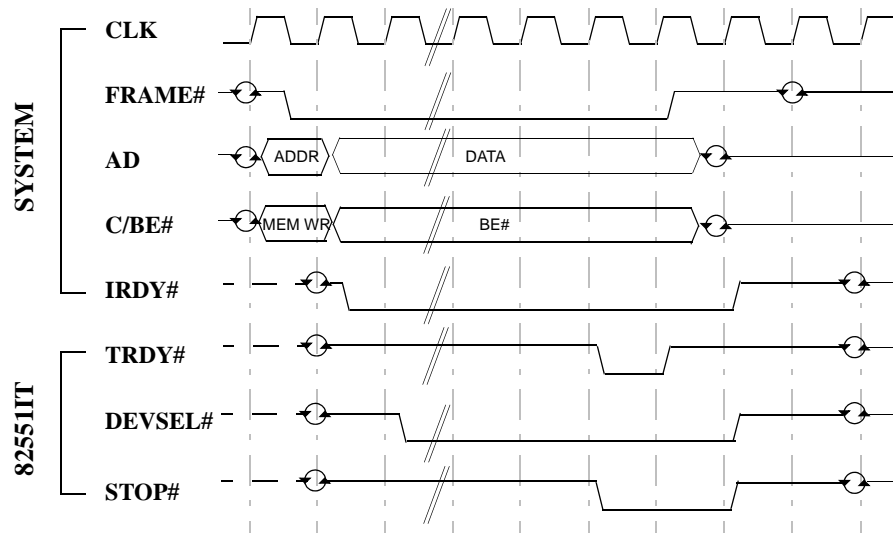 SYSTEM
CLK
FRAME#
AD
ADDR
DATA
C/BE#
MEM WR
BE#
IRDY#
82551IT
TRDY#
DEVSEL#
STOP#